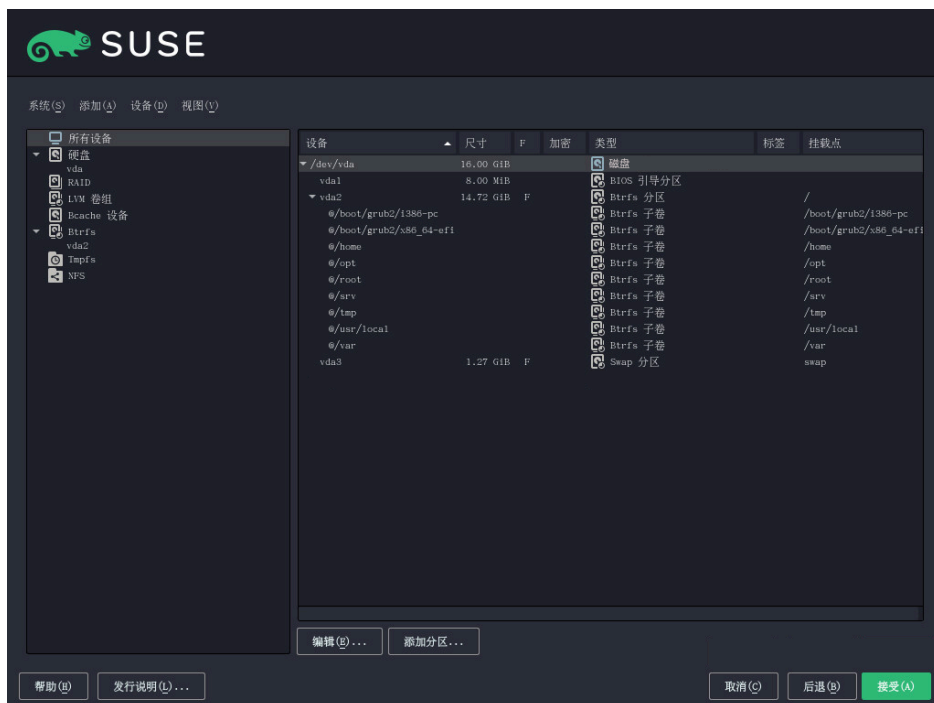 SUSE
系统(S) 添加(A) 设备(D) 视图(V)
所有设备
硬盘
vda
RAID
LVM 卷组
Bcache 设备
Btrfs
vda2
Tmpfs
NFS
设备 尺寸 F 加密 类型 标签 挂载点
/dev/vda 16.00 GiB 磁盘
vda1 8.00 MiB BIOS 引导分区
vda2 14.72 GiB F Btrfs 分区 /
@/boot/grub2/i386-pc Btrfs 子卷 /boot/grub2/i386-pc
@/boot/grub2/x86_64-efi Btrfs 子卷 /boot/grub2/x86_64-efi
@/home Btrfs 子卷 /home
@/opt Btrfs 子卷 /opt
@/root Btrfs 子卷 /root
@/srv Btrfs 子卷 /srv
@/tmp Btrfs 子卷 /tmp
@/usr/local Btrfs 子卷 /usr/local
@/var Btrfs 子卷 /var
vda3 1.27 GiB F Swap 分区 swap
编辑(E)... 添加分区...
帮助(H) 发行说明(L)... 取消(C) 后退(B) 接受(A)